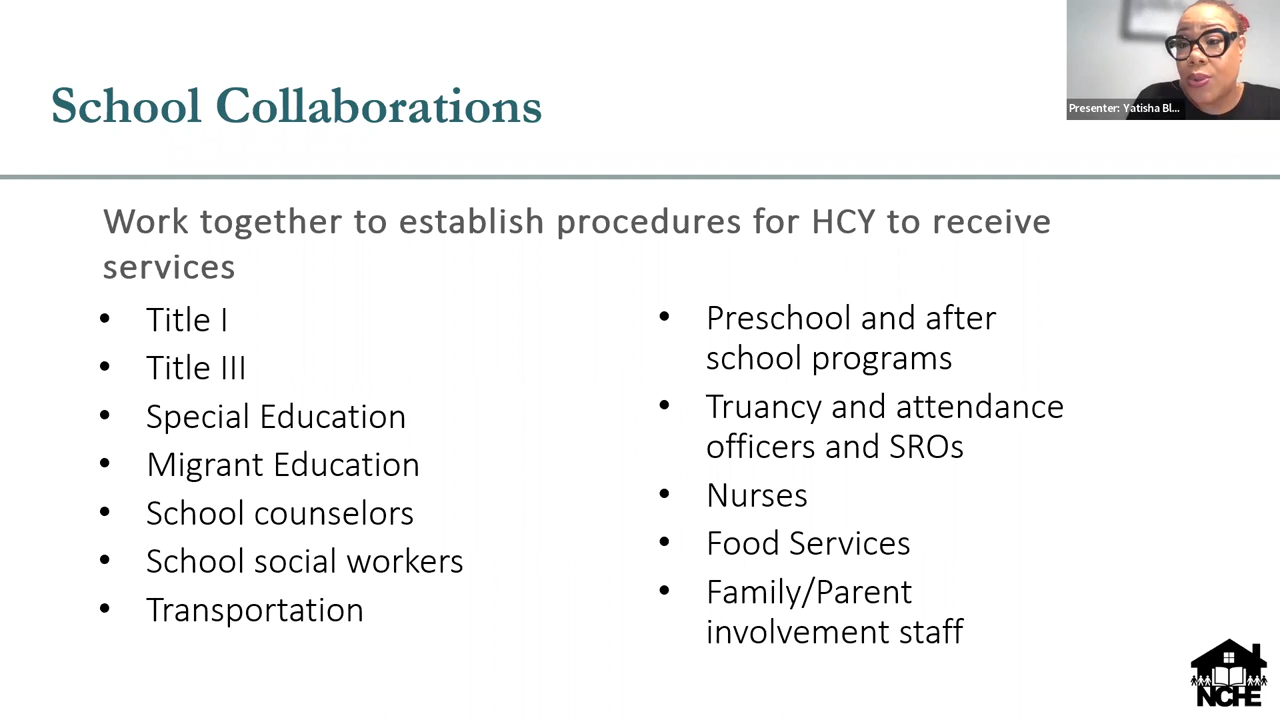 School Collaborations
Presenter: Yatisha Bl...
Work together to establish procedures for HCY to receive
services
• Title I
• Title III
• Special Education
• Migrant Education
• School counselors
• School social workers
• Transportation
• Preschool and after
school programs
• Truancy and attendance
officers and SROs
• Nurses
• Food Services
• Family/Parent
involvement staff
NCHE